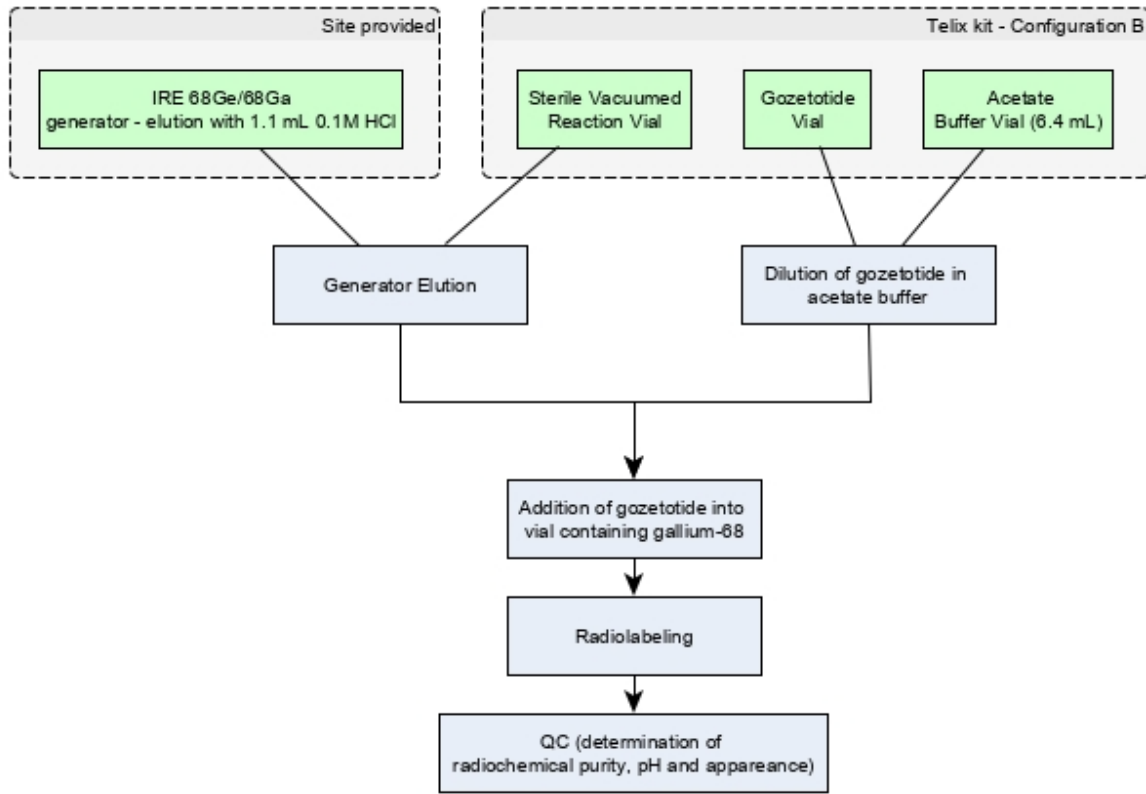 Site provided
Telix kit - Configuration B
IRE 68Ge/68Ga
generator - elution with 1.1 mL 0.1M HCl
Sterile Vacuumed
Reaction Vial
Gozetotide
Vial
Acetate
Buffer Vial (6.4 mL)
Generator Elution
Dilution of gozetotide in
acetate buffer
Addition of gozetotide into
vial containing gallium-68
Radiolabeling
QC (determination of
radiochemical purity, pH and appareance)